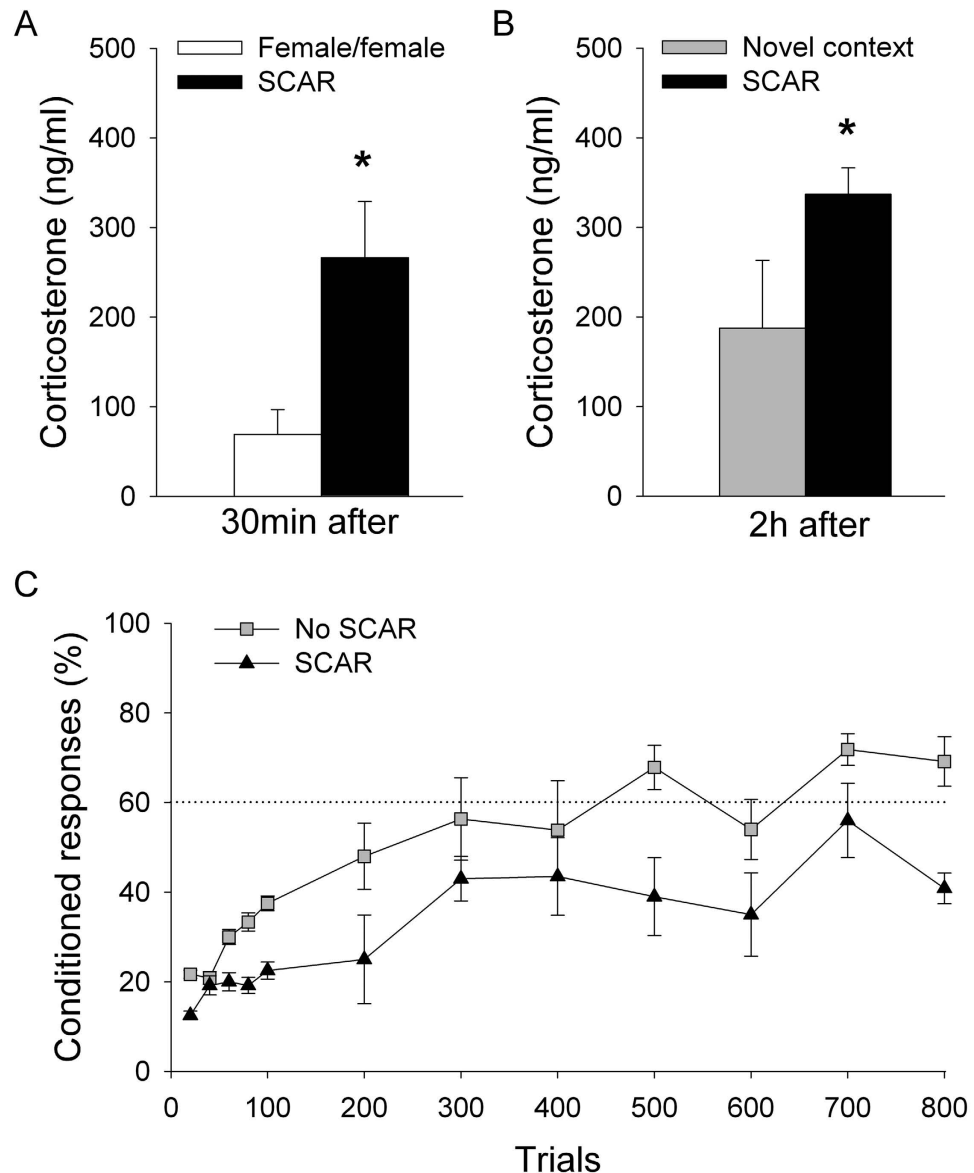 A
500
400
300
200
100
0
Corticosterone (ng/ml)
Female/female
SCAR
*
30min after
B
500
400
300
200
100
0
Corticosterone (ng/ml)
Novel context
SCAR
*
2h after
C
100
80
60
40
20
0
Conditioned responses (%)
No SCAR
SCAR
0 100 200 300 400 500 600 700 800
Trials